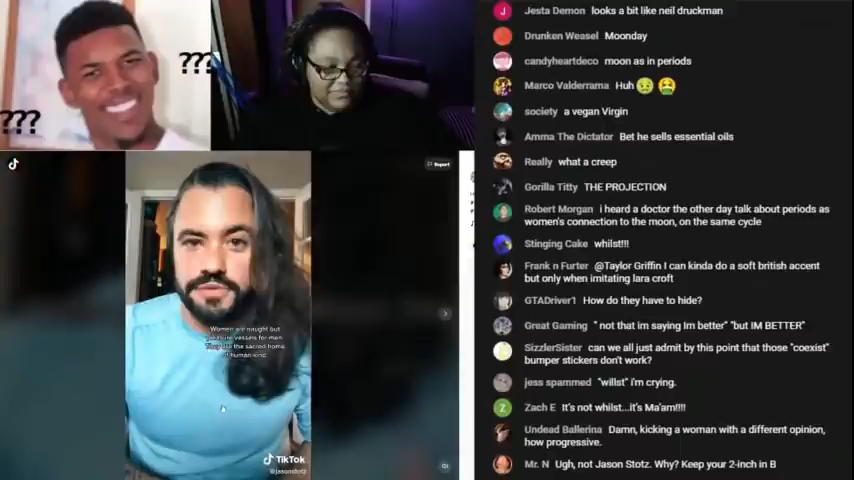 ???
???
Report
Women are naught but
pleasure vessels for men.
They are the sacred home
of human kind.
TikTok
@jasonstotz
J Jesta Demon looks a bit like neil druckman
Drunken Weasel Moonday
candyheartdeco moon as in periods
Marco Valderrama Huh 🤢 🤮
society a vegan Virgin
Amma The Dictator Bet he sells essential oils
Really what a creep
Gorilla Titty THE PROJECTION
Robert Morgan i heard a doctor the other day talk about periods as
women's connection to the moon, on the same cycle
Stinging Cake whilst!!!
Frank n Furter @Taylor Griffin I can kinda do a soft british accent
but only when imitating lara croft
GTADriver1 How do they have to hide?
Great Gaming " not that im saying Im better" "but IM BETTER"
SizzlerSister can we all just admit by this point that those "coexist"
bumper stickers don't work?
jess spammed "willst" i'm crying.
Z Zach E It's not whilst...it's Ma'am!!!!
Undead Ballerina Damn, kicking a woman with a different opinion,
how progressive.
Mr. N Ugh, not Jason Stotz. Why? Keep your 2-inch in B